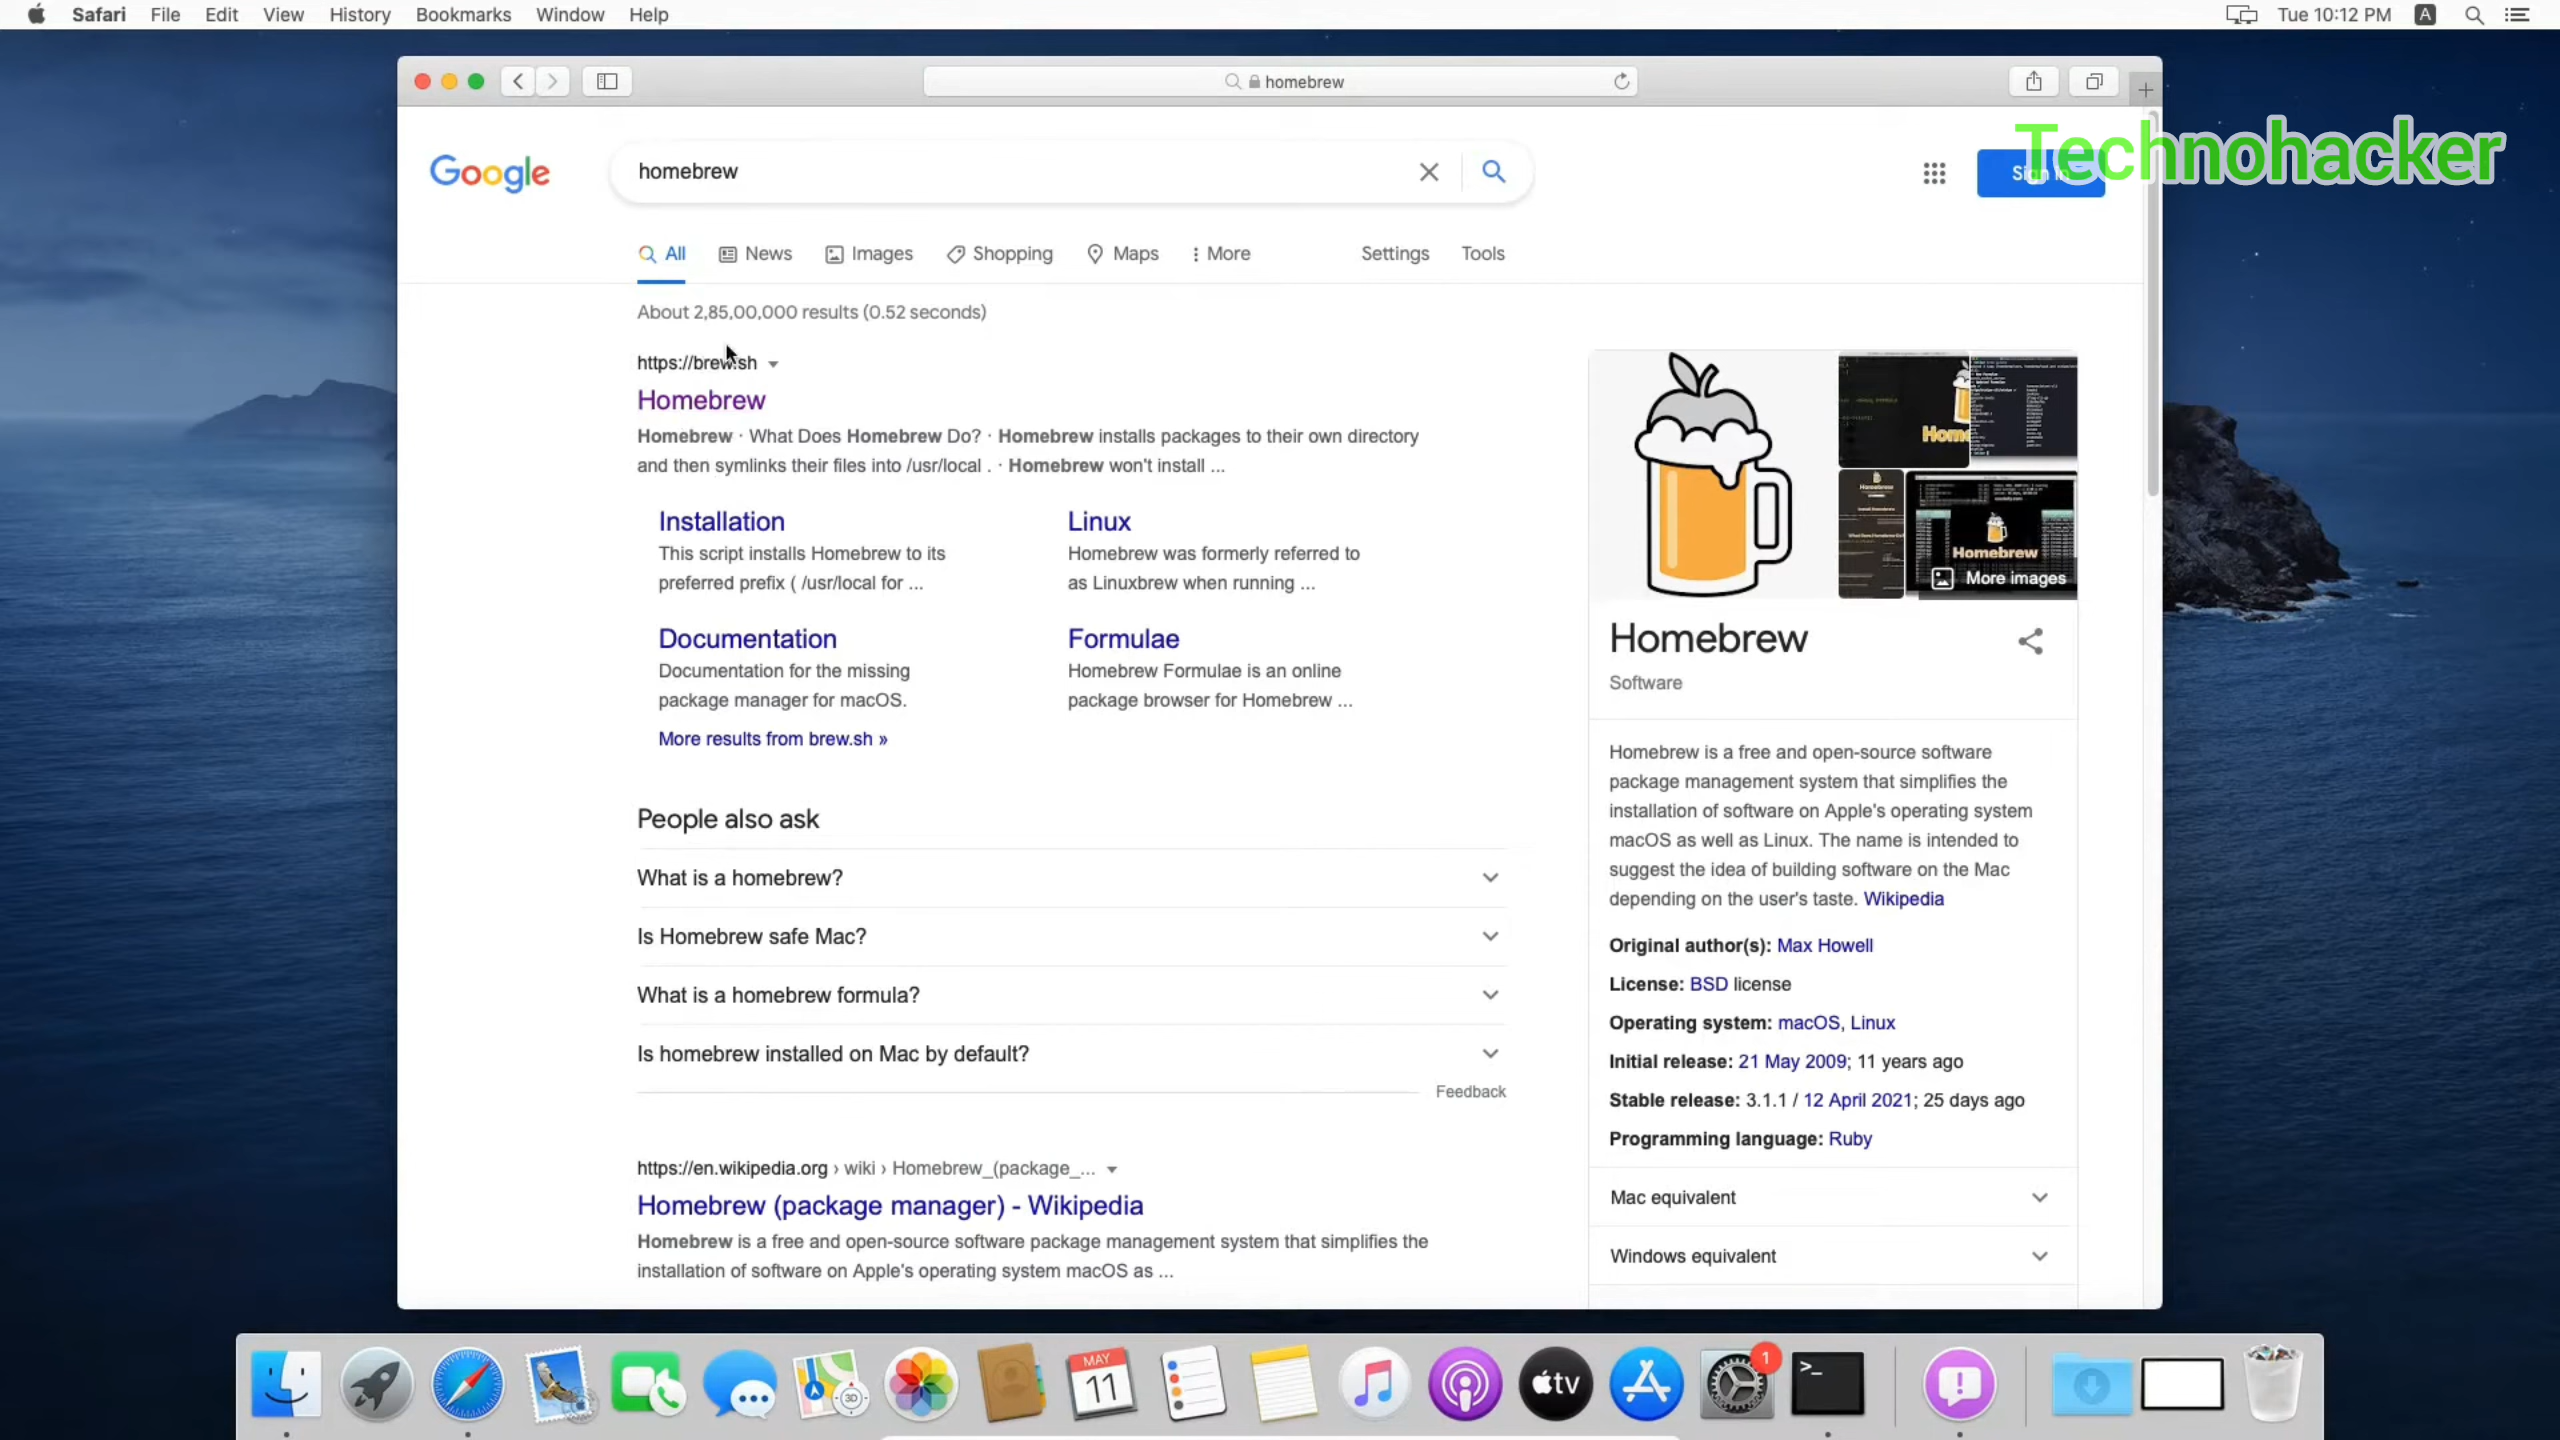 Safari File Edit View History Bookmarks Window Help
Tue 10:12 PM A
homebrew
Technohacker
Google
homebrew
Sign in
All News Images Shopping Maps More Settings Tools
About 2,85,00,000 results (0.52 seconds)
https://brew.sh
Homebrew
Homebrew · What Does Homebrew Do? · Homebrew installs packages to their own directory
and then symlinks their files into /usr/local . · Homebrew won't install ...
Installation
This script installs Homebrew to its
preferred prefix ( /usr/local for ...
Linux
Homebrew was formerly referred to
as Linuxbrew when running ...
Documentation
Documentation for the missing
package manager for macOS.
Formulae
Homebrew Formulae is an online
package browser for Homebrew ...
More results from brew.sh »
People also ask
What is a homebrew?
Is Homebrew safe Mac?
What is a homebrew formula?
Is homebrew installed on Mac by default?
Feedback
https://en.wikipedia.org › wiki › Homebrew_(package_...
Homebrew (package manager) - Wikipedia
Homebrew is a free and open-source software package management system that simplifies the
installation of software on Apple's operating system macOS as ...
Homebrew
More images
Homebrew
Software
Homebrew is a free and open-source software
package management system that simplifies the
installation of software on Apple's operating system
macOS as well as Linux. The name is intended to
suggest the idea of building software on the Mac
depending on the user's taste. Wikipedia
Original author(s): Max Howell
License: BSD license
Operating system: macOS, Linux
Initial release: 21 May 2009; 11 years ago
Stable release: 3.1.1 / 12 April 2021; 25 days ago
Programming language: Ruby
Mac equivalent
Windows equivalent
3D
MAY
11
tv
1
>_